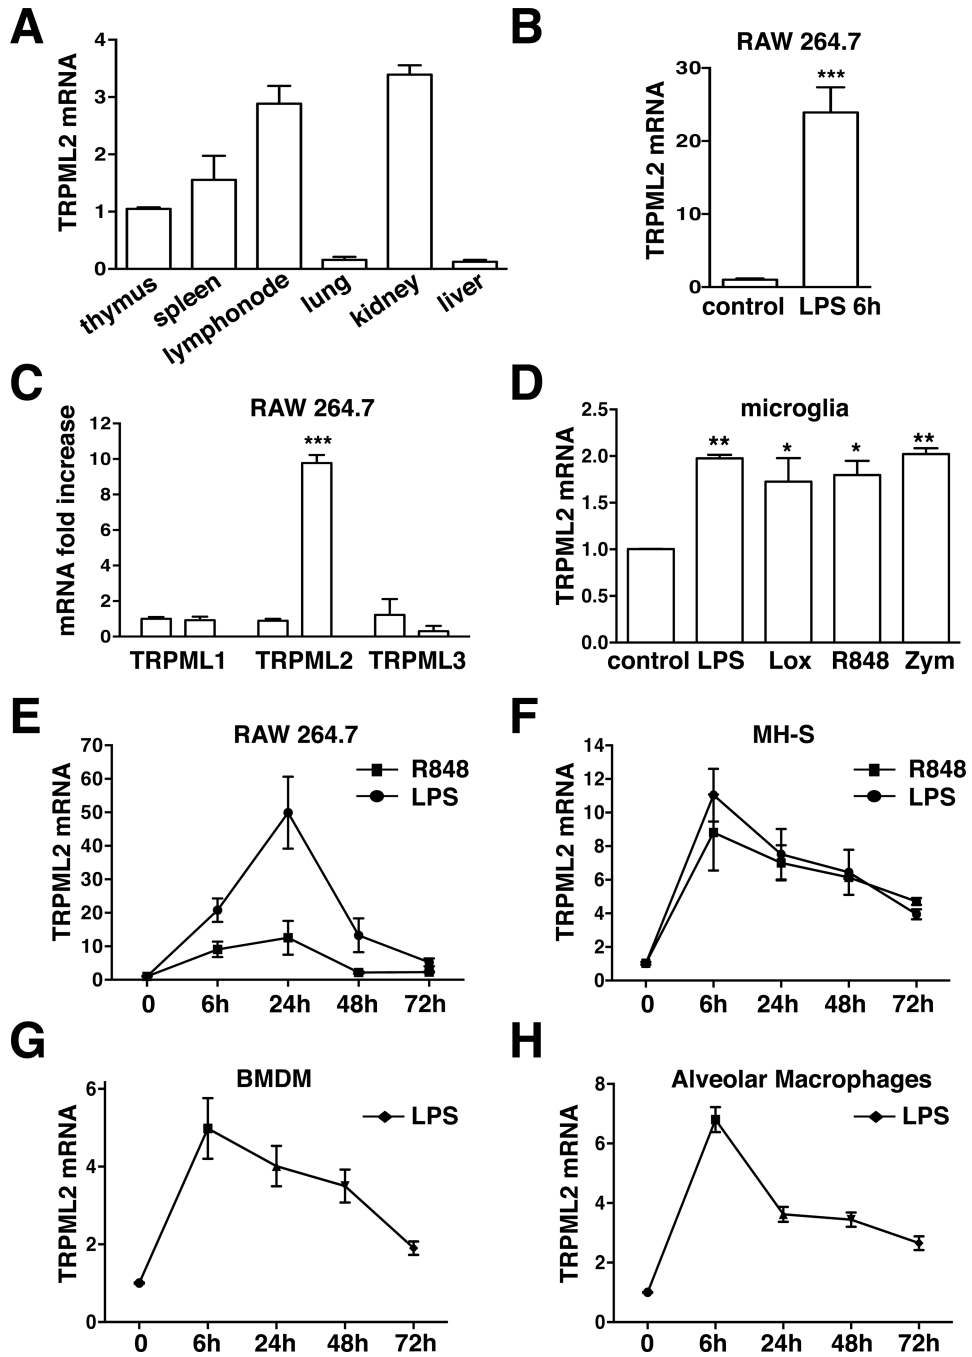 A
TRPML2 mRNA
4
3
2
1
0
thymus
spleen
lymphonode
lung
kidney
liver
B
RAW 264.7
TRPML2 mRNA
30
20
10
0
***
control
LPS 6h
C
RAW 264.7
mRNA fold increase
12
10
8
6
4
2
0
***
TRPML1
TRPML2
TRPML3
D
microglia
TRPML2 mRNA
2.5
2.0
1.5
1.0
0.5
0.0
**
*
*
**
control
LPS
Lox
R848
Zym
E
RAW 264.7
TRPML2 mRNA
70
60
50
40
30
20
10
0
R848
LPS
0
6h
24h
48h
72h
F
MH-S
TRPML2 mRNA
14
12
10
8
6
4
2
0
R848
LPS
0
6h
24h
48h
72h
G
BMDM
TRPML2 mRNA
6
4
2
0
LPS
0
6h
24h
48h
72h
H
Alveolar Macrophages
TRPML2 mRNA
8
6
4
2
0
LPS
0
6h
24h
48h
72h